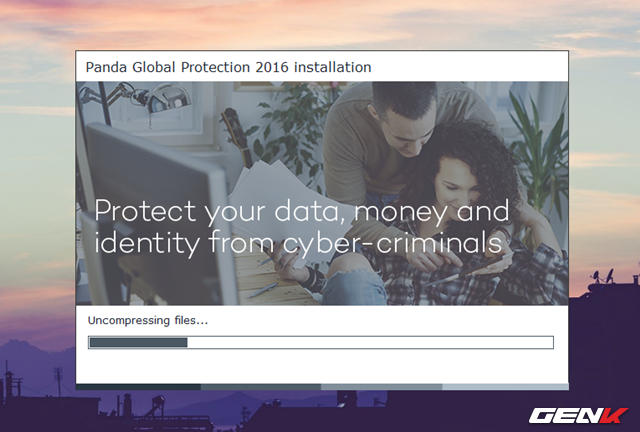 Panda Global Protection 2016 installation
Protect your data, money and
identity from cyber-criminals
Uncompressing files...
GENK